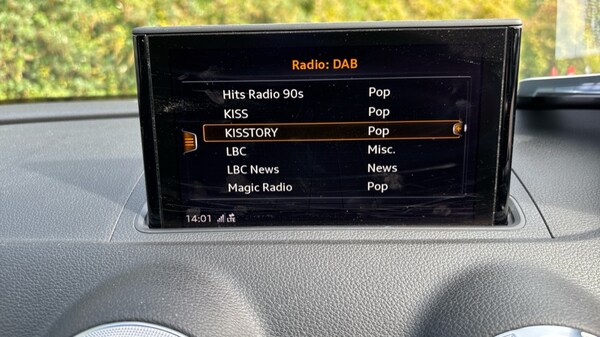 Radio: DAB
Hits Radio 90s Pop
KISS Pop
KISSTORY Pop
LBC Misc.
LBC News News
Magic Radio Pop
14:01 LTE